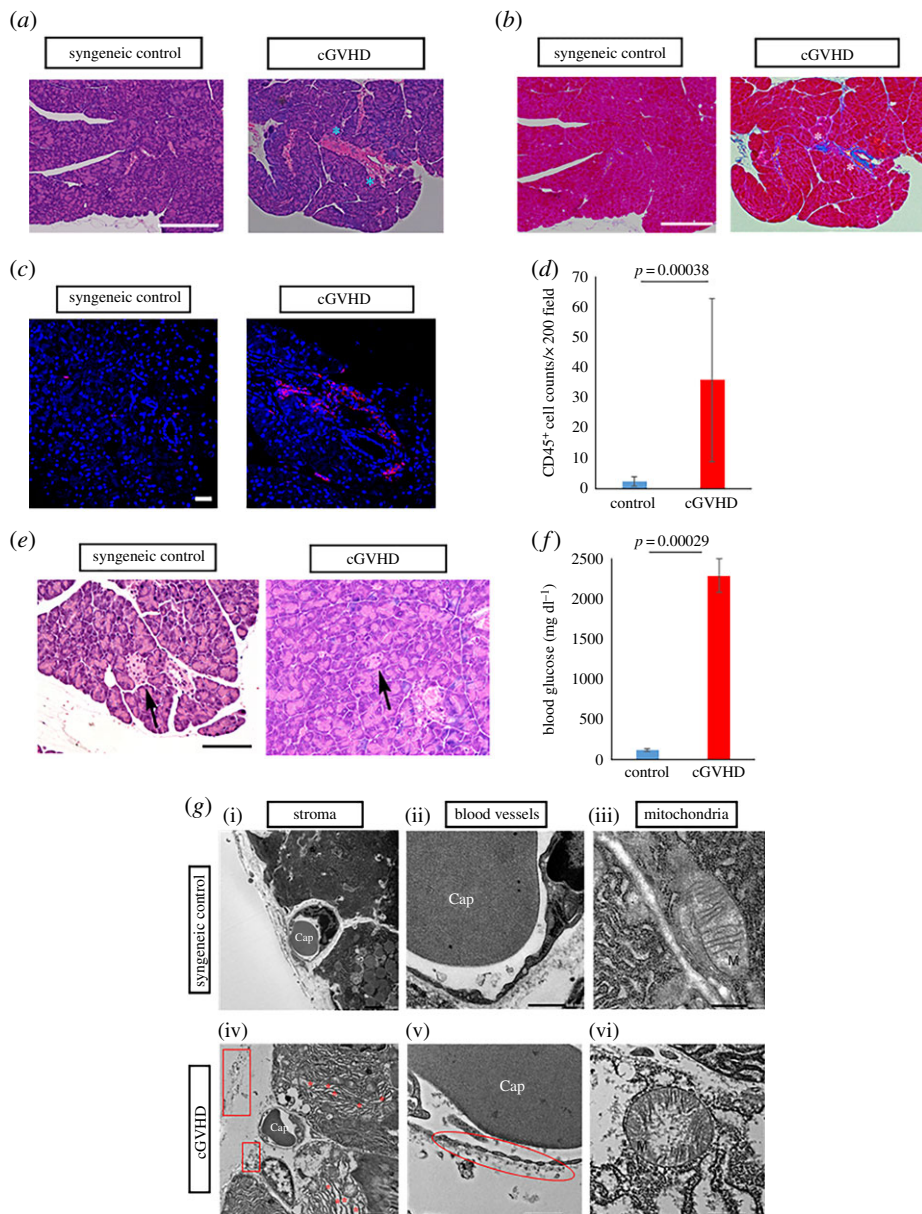 (a)
syngeneic control
cGVHD
(b)
syngeneic control
cGVHD
(c)
syngeneic control
cGVHD
(d)
p = 0.00038
CD45+ cell counts/× 200 field
70
60
50
40
30
20
10
0
control
cGVHD
(e)
syngeneic control
cGVHD
(f)
p = 0.00029
blood glucose (mg dl⁻¹)
2500
2000
1500
1000
500
0
control
cGVHD
(g)
(i)
stroma
(ii)
blood vessels
(iii)
mitochondria
syngeneic control
Cap
Cap
M
(iv)
(v)
(vi)
cGVHD
Cap
Cap
M